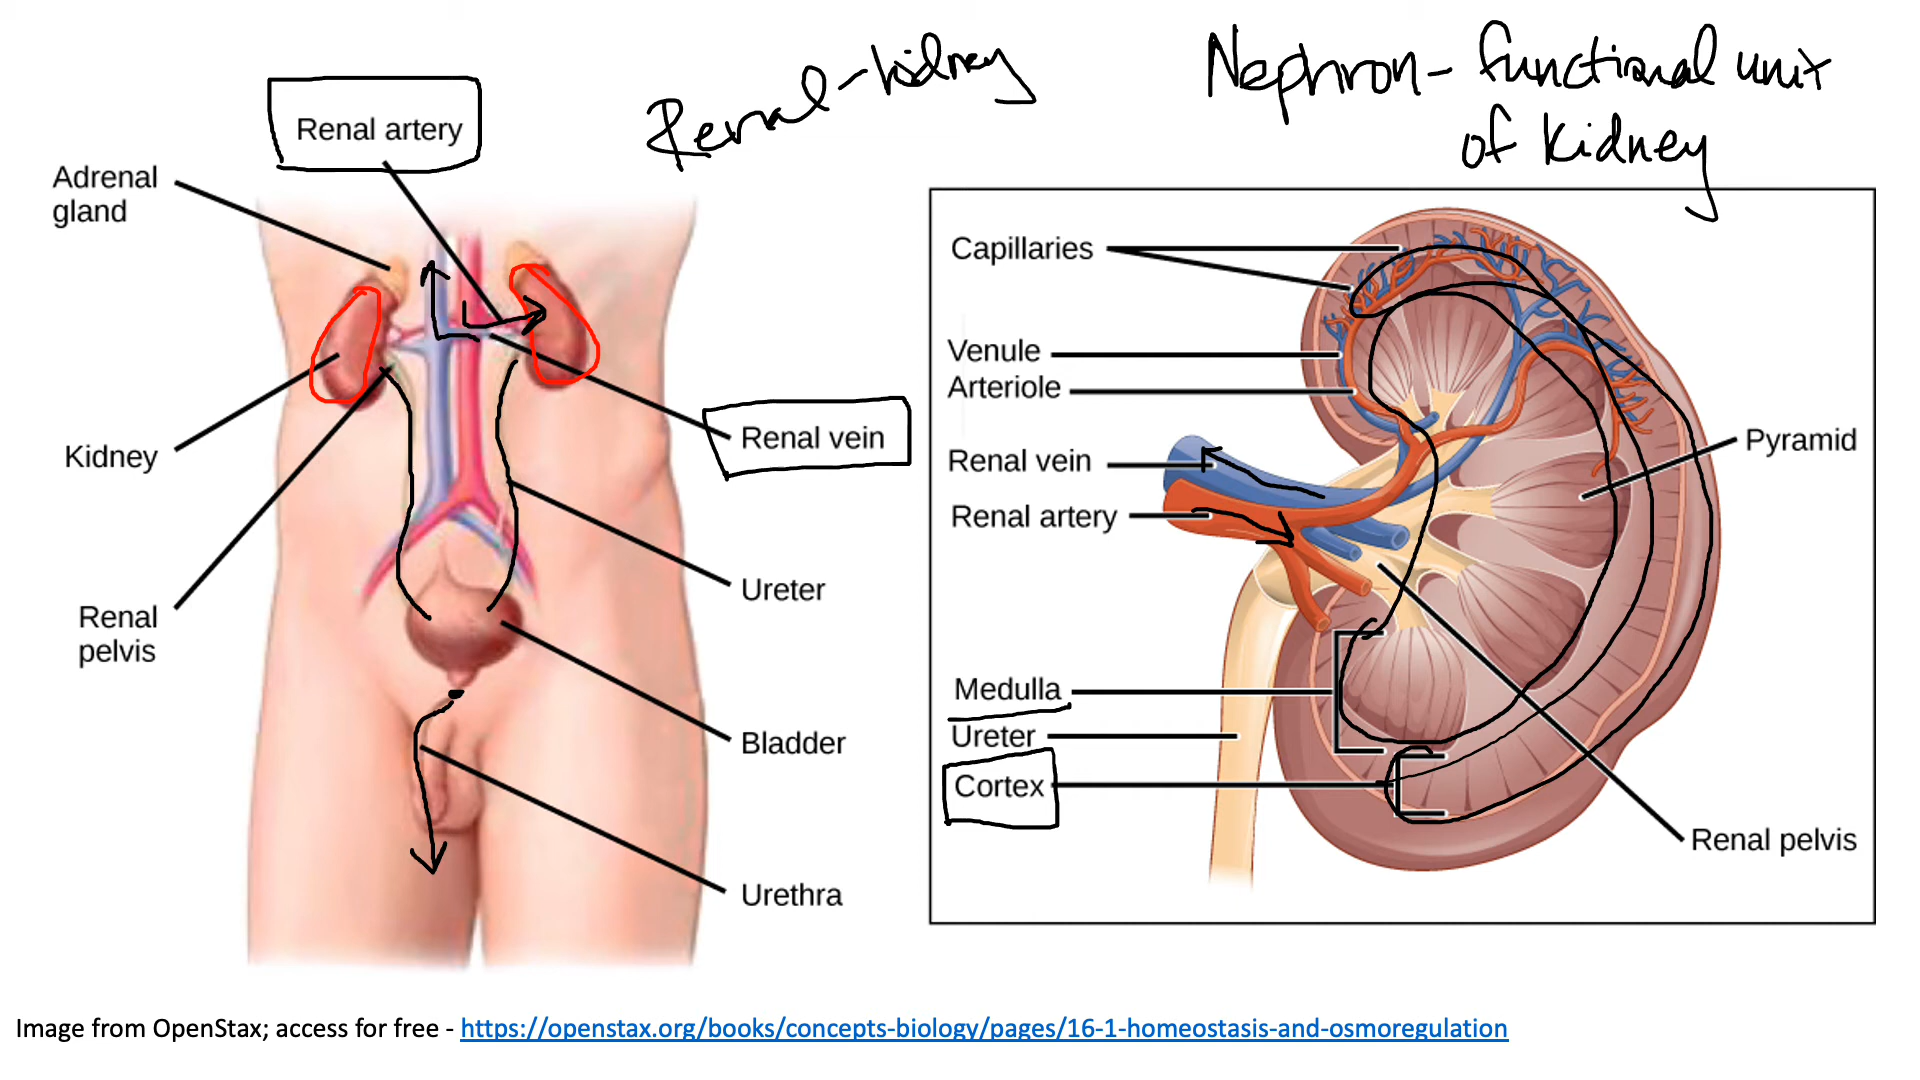 Renal-kidney
Nephron- functional unit
of Kidney
Renal artery
Adrenal
gland
Kidney
Renal
pelvis
Renal vein
Ureter
Bladder
Urethra
Capillaries
Venule
Arteriole
Renal vein
Renal artery
Medulla
Ureter
Cortex
Pyramid
Renal pelvis
Image from OpenStax; access for free - https://openstax.org/books/concepts-biology/pages/16-1-homeostasis-and-osmoregulation